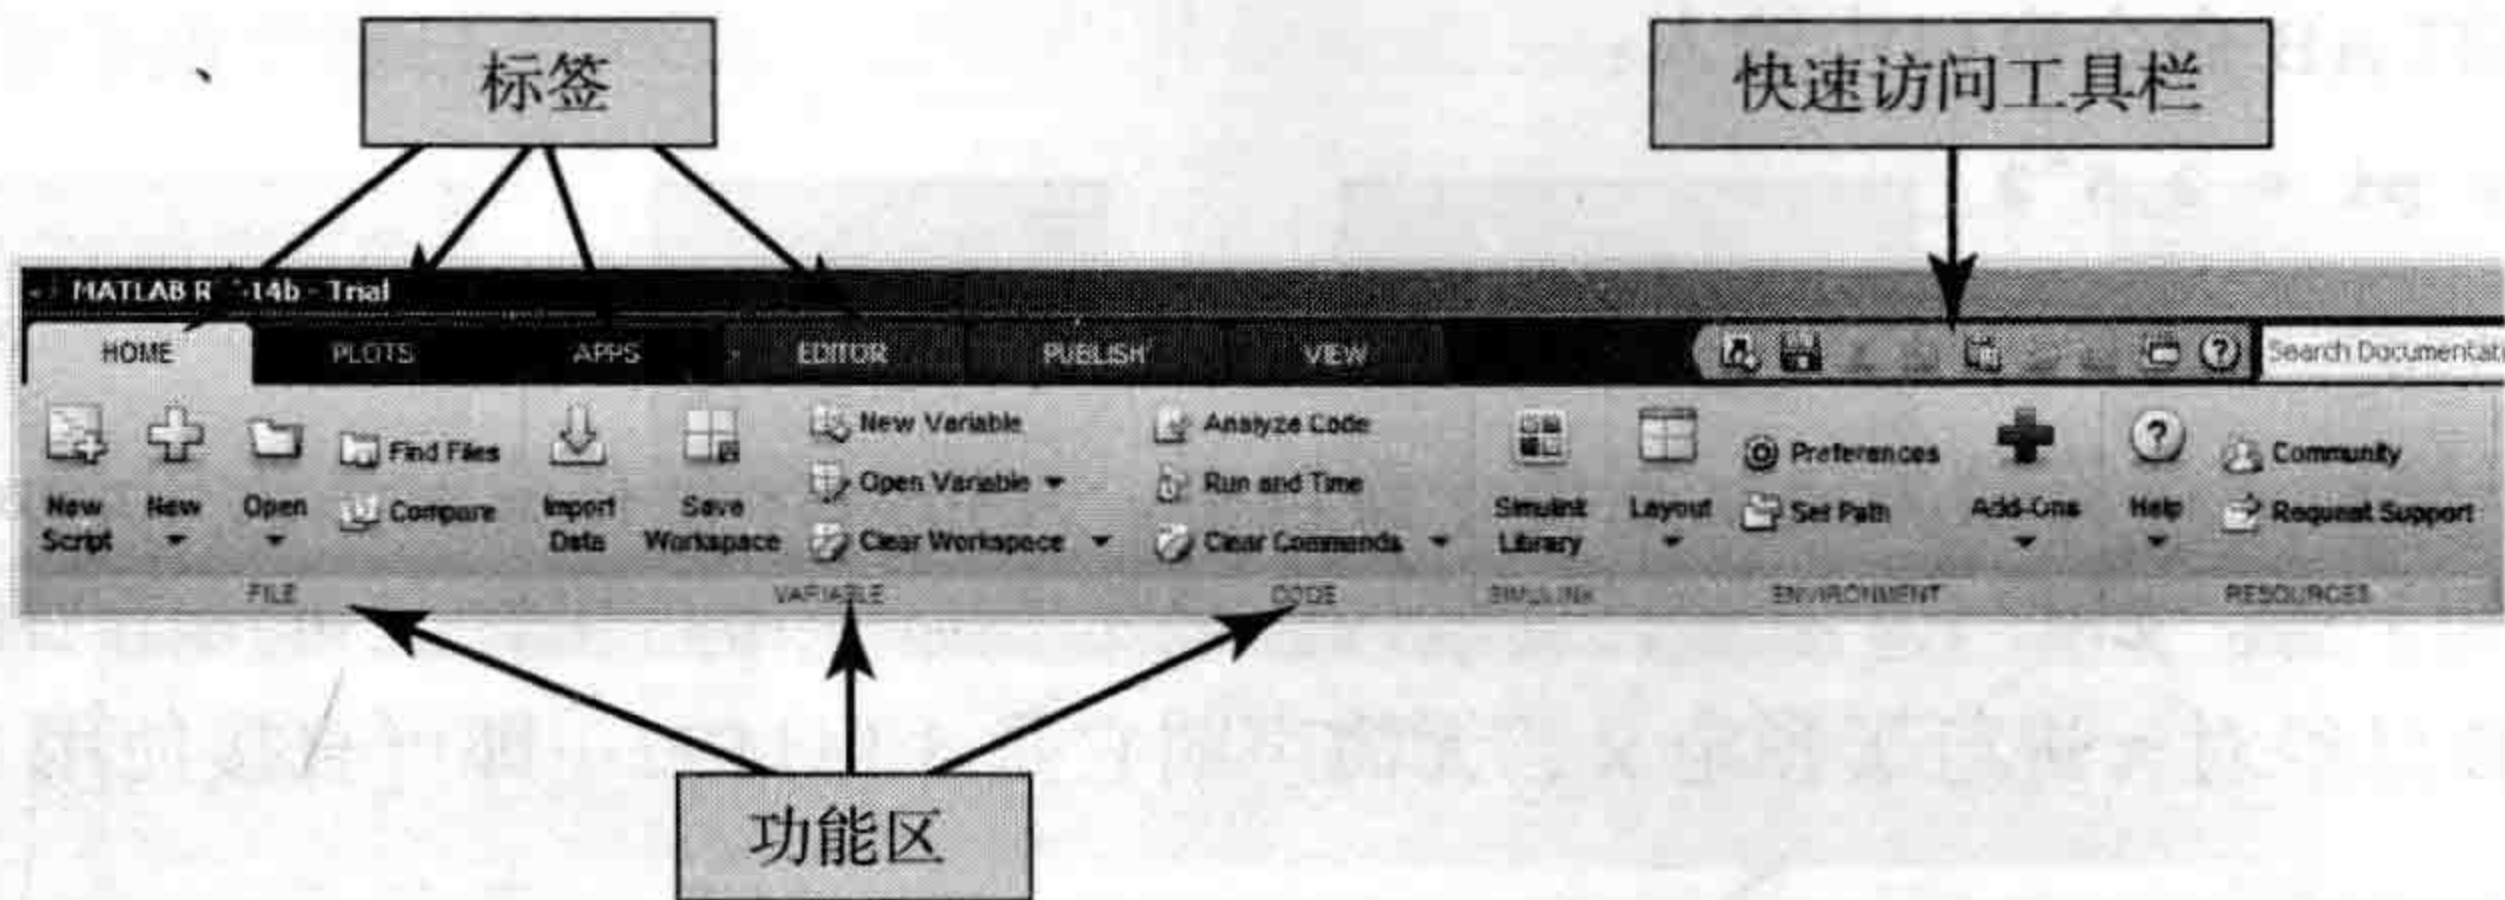 标签
快速访问工具栏
MATLAB R 14b - Trial
HOME PLOTS APPS EDITOR PUBLISH VIEW Search Documentati
New Script
New
Open
Find Files
Compare
Import Data
Save Workspace
New Variable
Open Variable
Clear Workspace
Analyze Code
Run and Time
Clear Commands
Simulink Library
Layout
Preferences
Set Path
Add-Ons
Help
Community
Request Support
FILE VARIABLE CODE SIMULINK ENVIRONMENT RESOURCES
功能区